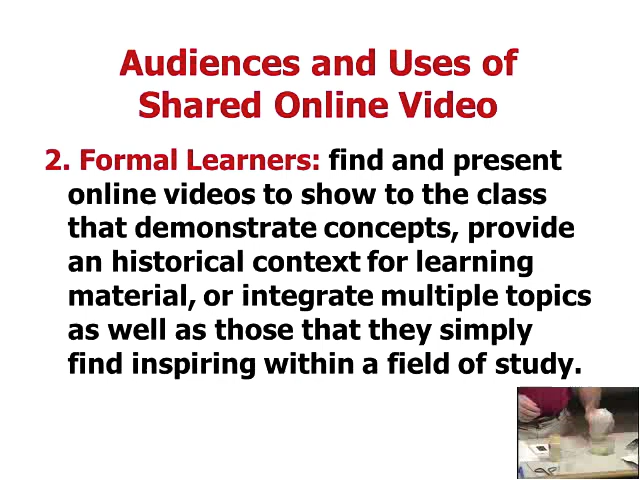 Audiences and Uses of
Shared Online Video
2. Formal Learners: find and present
online videos to show to the class
that demonstrate concepts, provide
an historical context for learning
material, or integrate multiple topics
as well as those that they simply
find inspiring within a field of study.